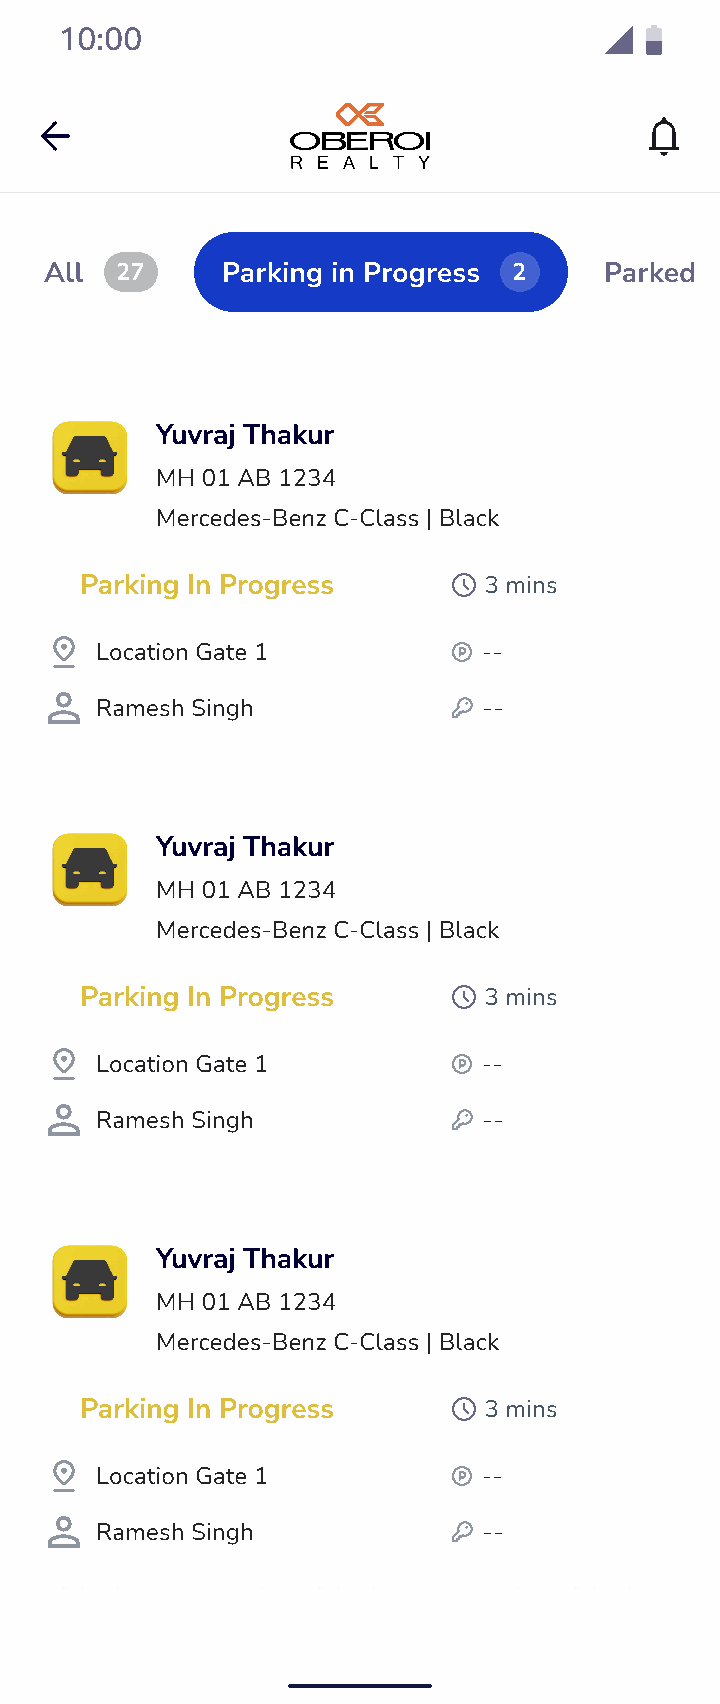 10:00
OBEROI
REALTY
All 27 Parking in Progress 2 Parked
Yuvraj Thakur
MH 01 AB 1234
Mercedes-Benz C-Class | Black
Parking In Progress 3 mins
Location Gate 1 P --
Ramesh Singh --
Yuvraj Thakur
MH 01 AB 1234
Mercedes-Benz C-Class | Black
Parking In Progress 3 mins
Location Gate 1 P --
Ramesh Singh --
Yuvraj Thakur
MH 01 AB 1234
Mercedes-Benz C-Class | Black
Parking In Progress 3 mins
Location Gate 1 P --
Ramesh Singh --